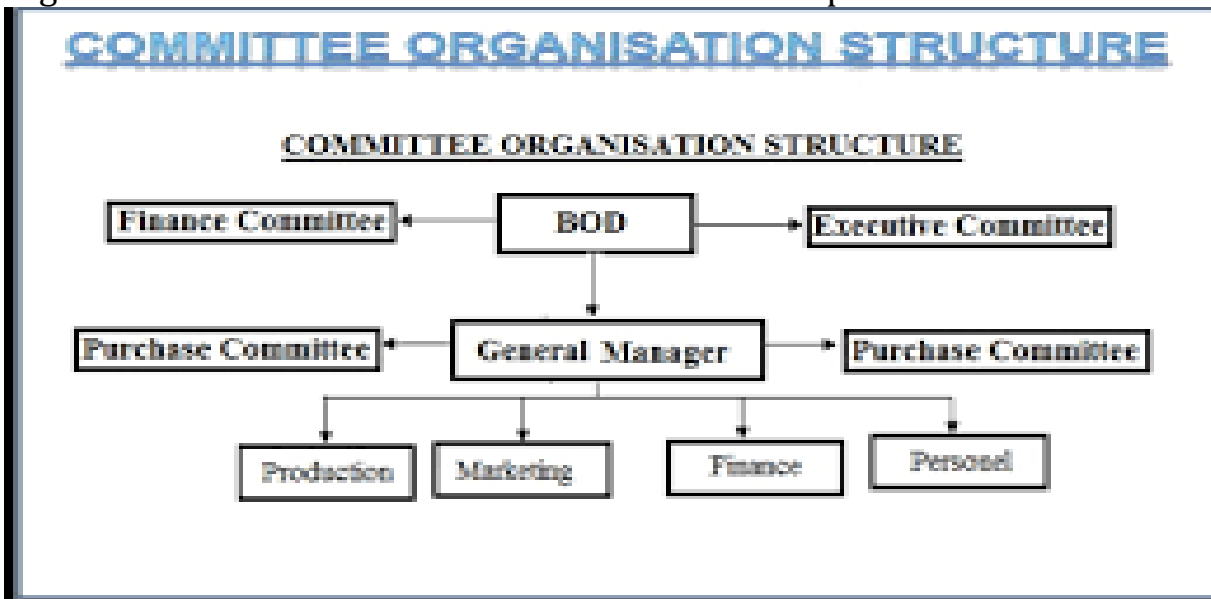 COMMITTEE ORGANISATION STRUCTURE
COMMITTEE ORGANISATION STRUCTURE
Finance Committee
BOD
Executive Committee
Purchase Committee
General Manager
Purchase Committee
Production
Marketing
Finance
Personel